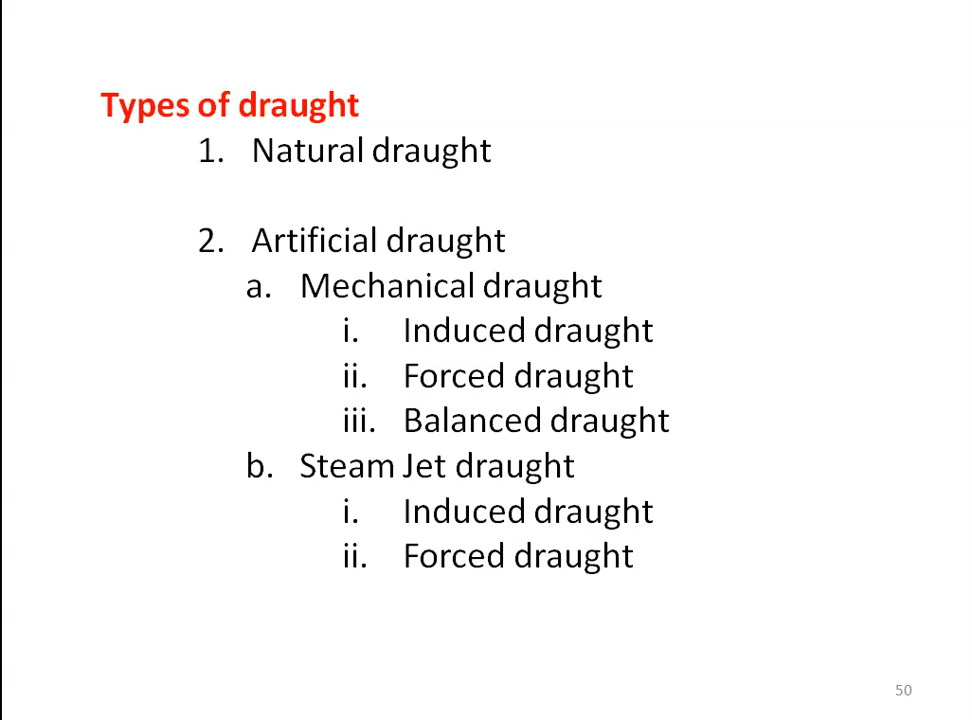 Types of draught
1. Natural draught
2. Artificial draught
a. Mechanical draught
i. Induced draught
ii. Forced draught
iii. Balanced draught
b. Steam Jet draught
i. Induced draught
ii. Forced draught
50